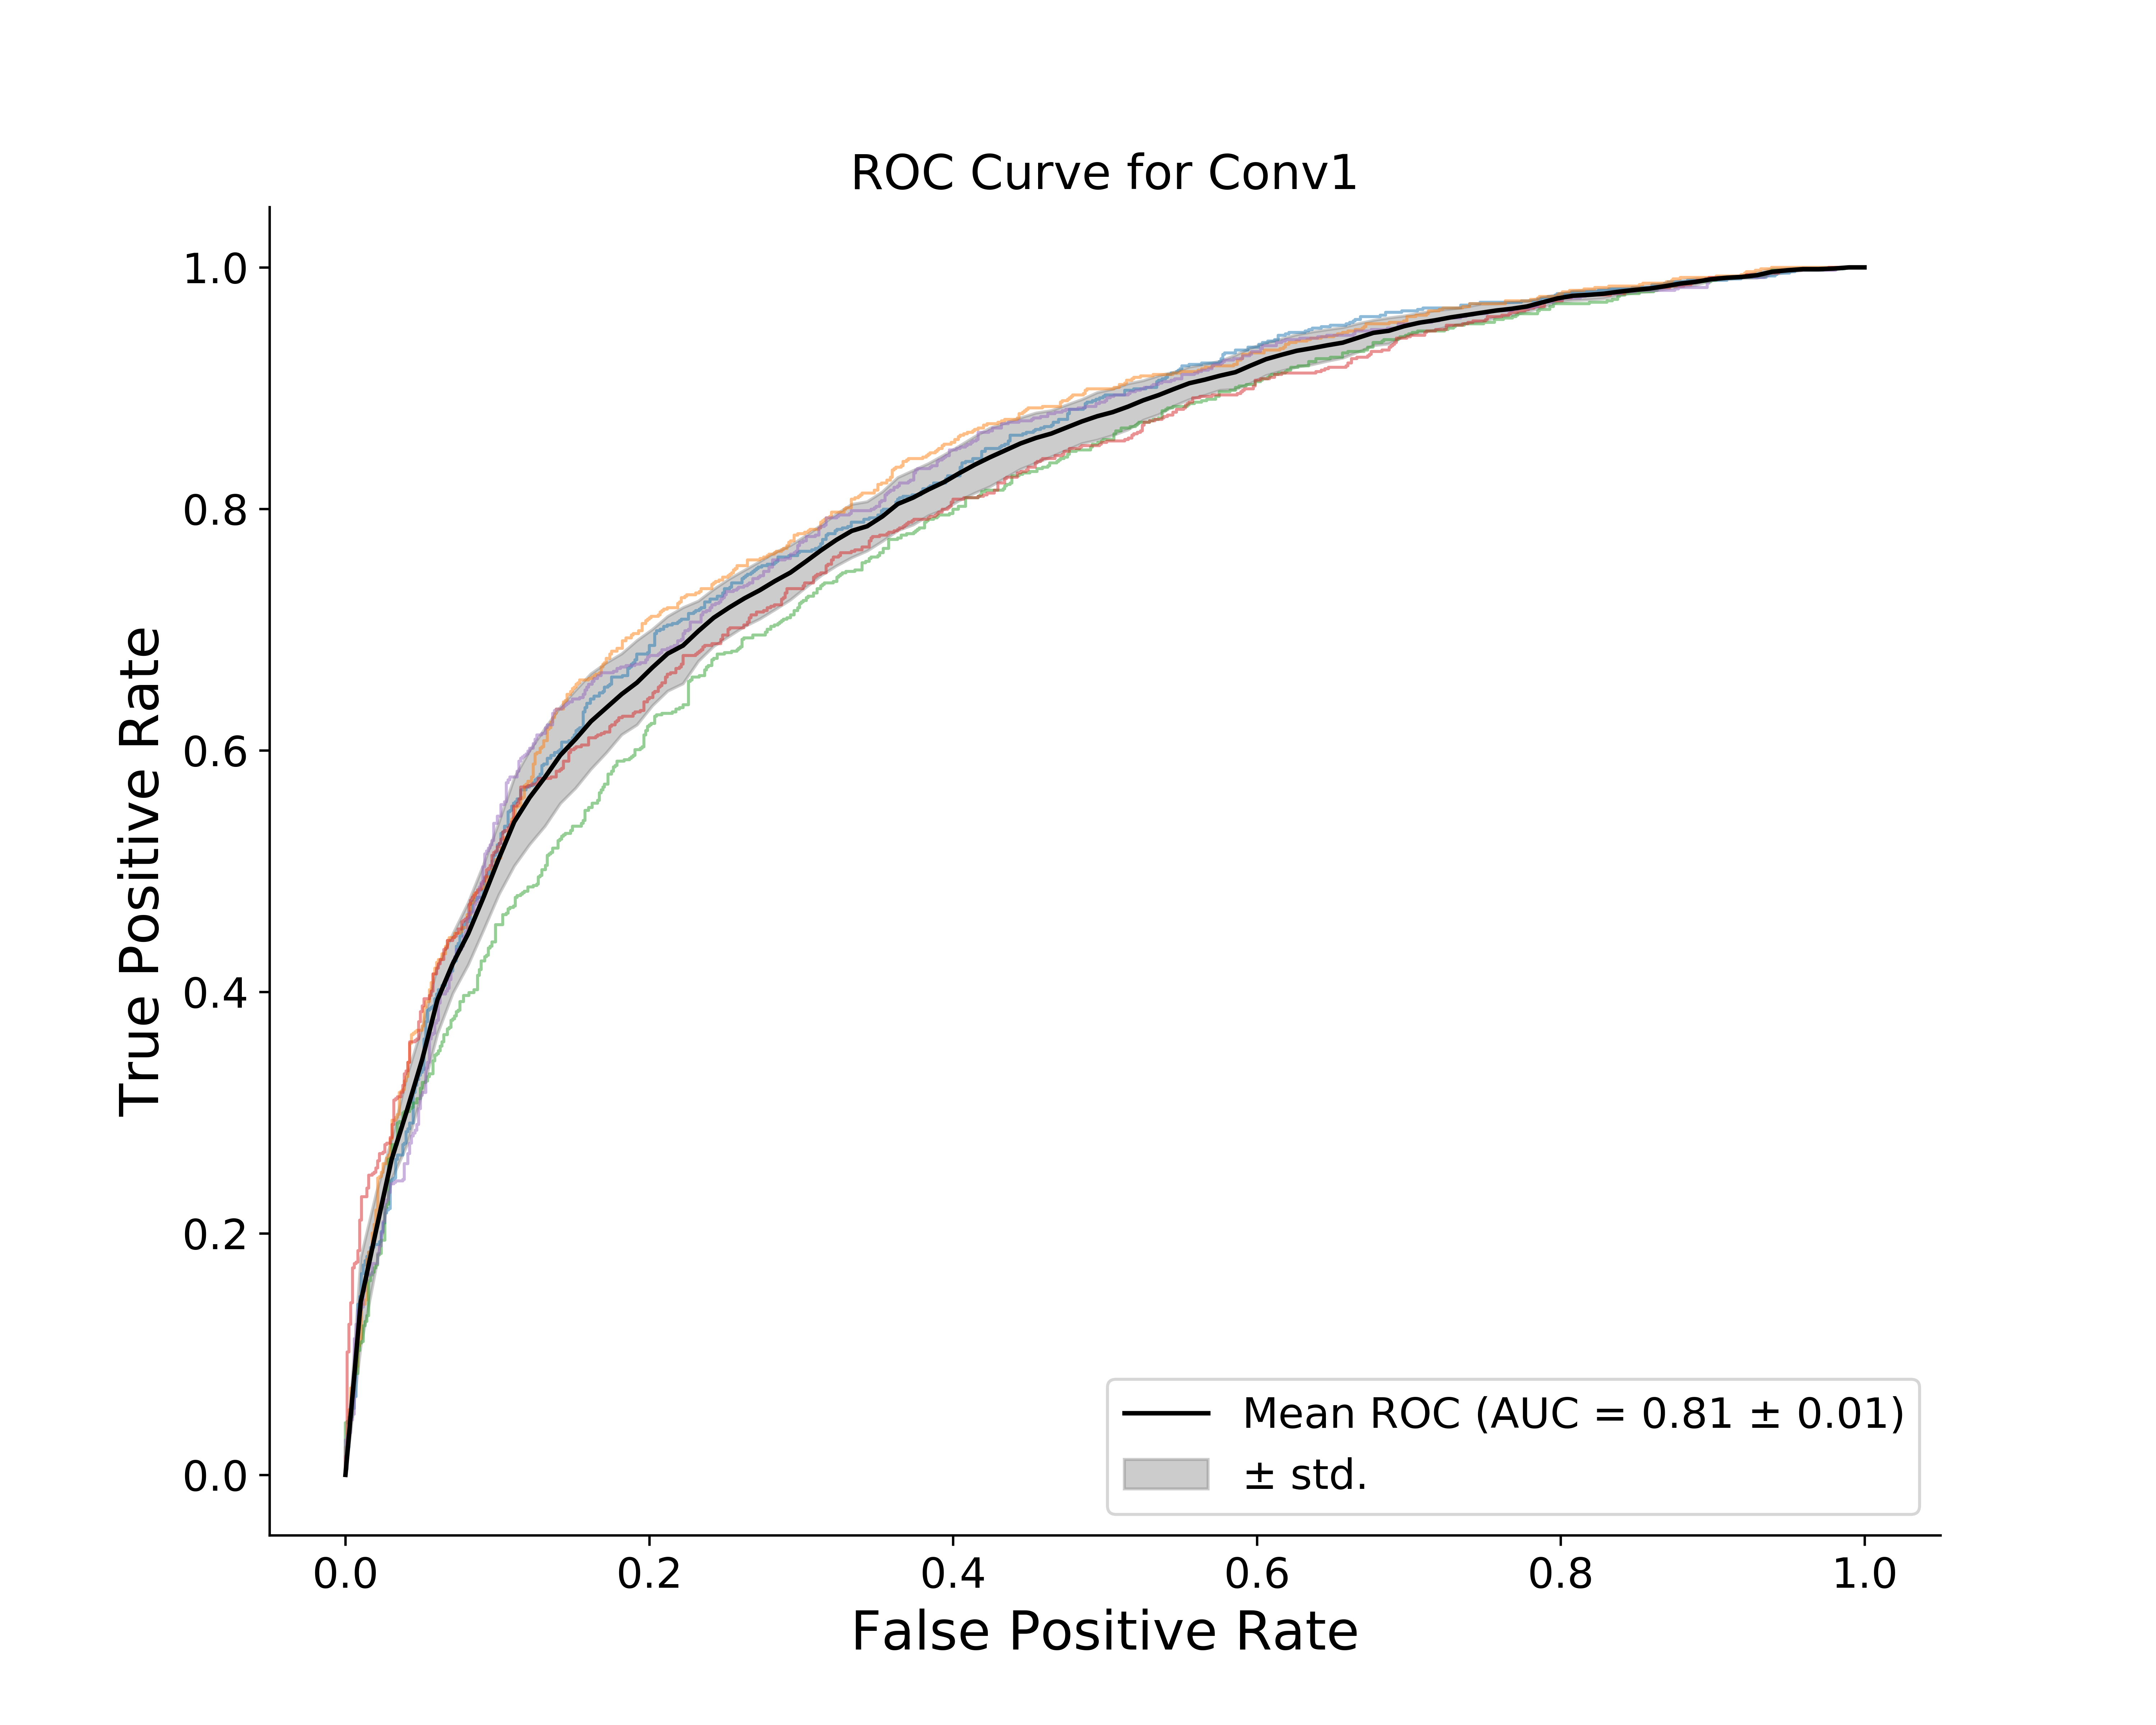 ROC Curve for Conv1
True Positive Rate
1.0
0.8
0.6
0.4
0.2
0.0
Mean ROC (AUC = 0.81 ± 0.01)
± std.
0.0 0.2 0.4 0.6 0.8 1.0
False Positive Rate